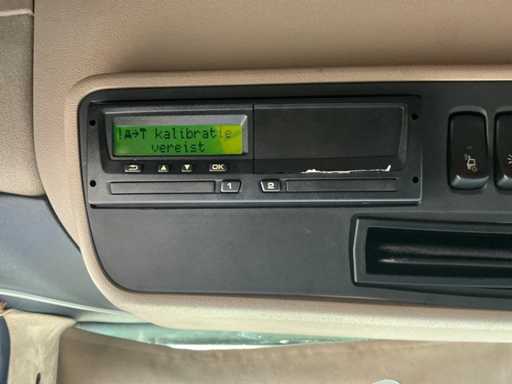 !A→T kalibratie
vereist
OK
1 2